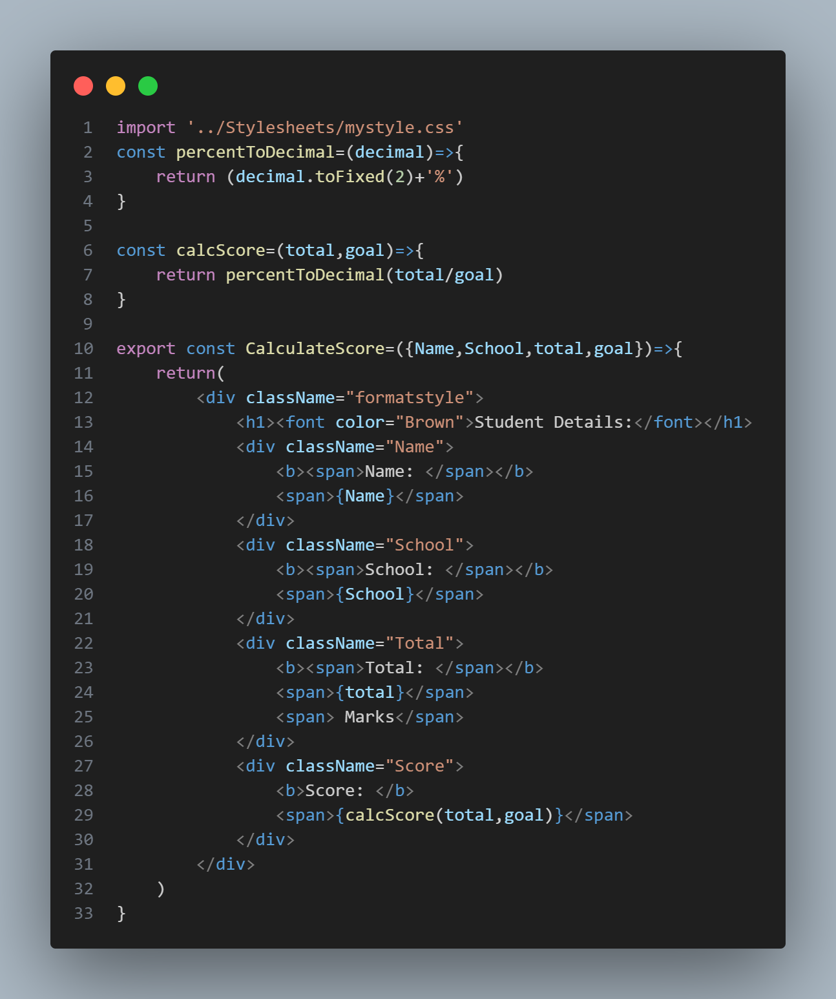 1 import '../Stylesheets/mystyle.css'
2 const percentToDecimal=(decimal)=>{
3     return (decimal.toFixed(2)+'%')
4 }
5
6 const calcScore=(total,goal)=>{
7     return percentToDecimal(total/goal)
8 }
9
10 export const CalculateScore=({Name,School,total,goal})=>{
11     return(
12         <div className="formatstyle">
13             <h1><font color="Brown">Student Details:</font></h1>
14             <div className="Name">
15                 <b><span>Name: </span></b>
16                 <span>{Name}</span>
17             </div>
18             <div className="School">
19                 <b><span>School: </span></b>
20                 <span>{School}</span>
21             </div>
22             <div className="Total">
23                 <b><span>Total: </span></b>
24                 <span>{total}</span>
25                 <span> Marks</span>
26             </div>
27             <div className="Score">
28                 <b>Score: </b>
29                 <span>{calcScore(total,goal)}</span>
30             </div>
31         </div>
32     )
33 }